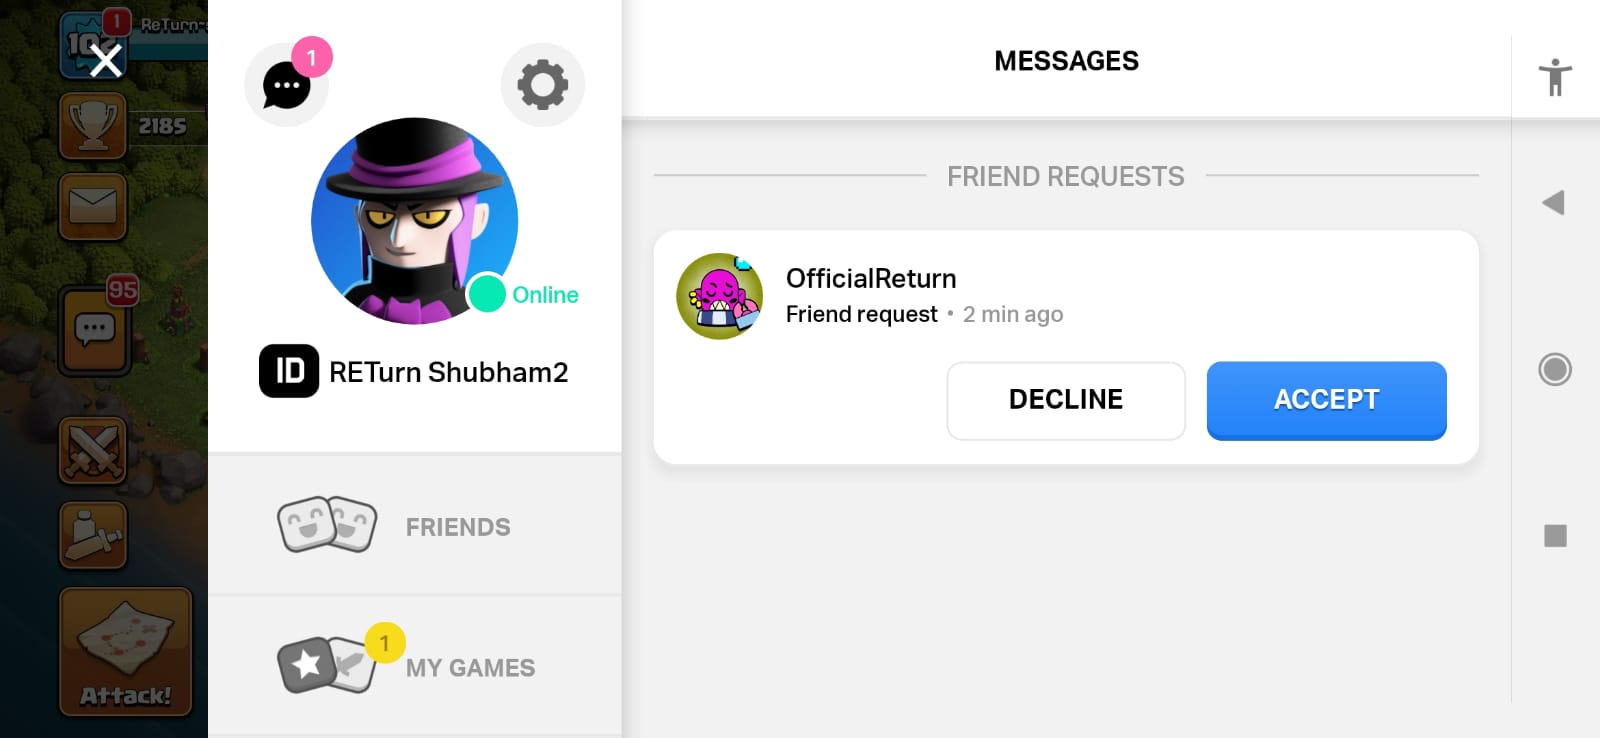 1
ReTurn-s
102
2185
95
Attack!
1
Online
ID RETurn Shubham2
FRIENDS
1
MY GAMES
MESSAGES
FRIEND REQUESTS
OfficialReturn
Friend request • 2 min ago
DECLINE
ACCEPT